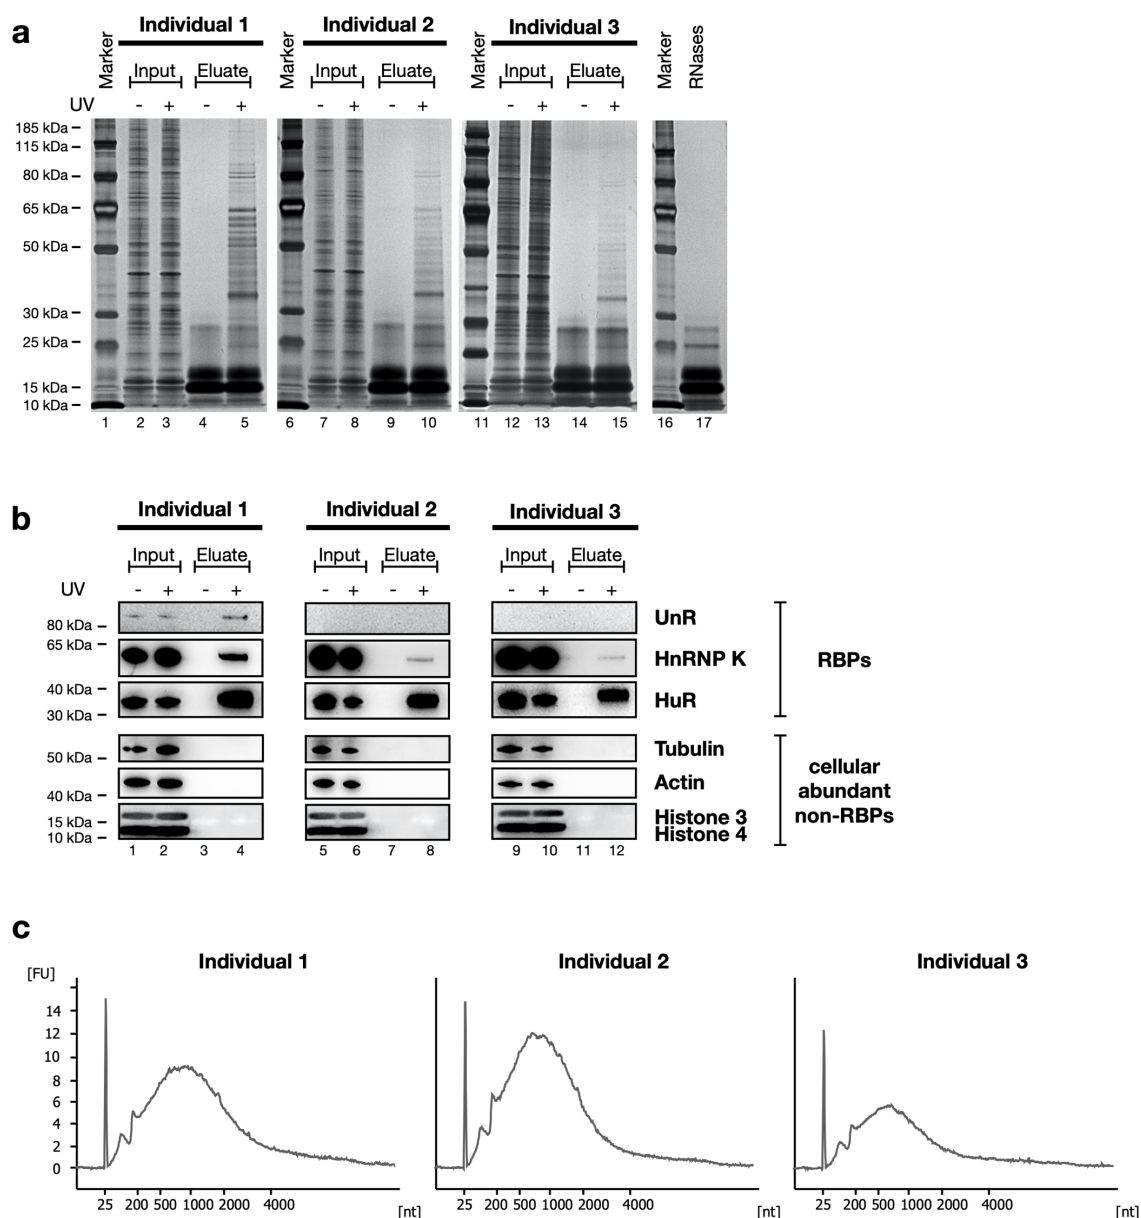 a
Individual 1 Individual 2 Individual 3
Marker Input Eluate Marker Input Eluate Marker Input Eluate Marker RNases
UV - + - + - + - + - + - +
185 kDa
115 kDa
80 kDa
65 kDa
50 kDa
30 kDa
25 kDa
15 kDa
10 kDa
1 2 3 4 5 6 7 8 9 10 11 12 13 14 15 16 17
b
Individual 1 Individual 2 Individual 3
Input Eluate Input Eluate Input Eluate
UV - + - + - + - + - + - +
80 kDa UnR
65 kDa HnRNP K RBPs
40 kDa HuR
30 kDa
50 kDa Tubulin
40 kDa Actin
cellular
abundant
non-RBPs
15 kDa Histone 3
10 kDa Histone 4
1 2 3 4 5 6 7 8 9 10 11 12
c
Individual 1 Individual 2 Individual 3
[FU]
14
12
10
8
6
4
2
0
25 200 500 1000 2000 4000 25 200 500 1000 2000 4000 25 200 500 1000 2000 4000
[nt] [nt] [nt]